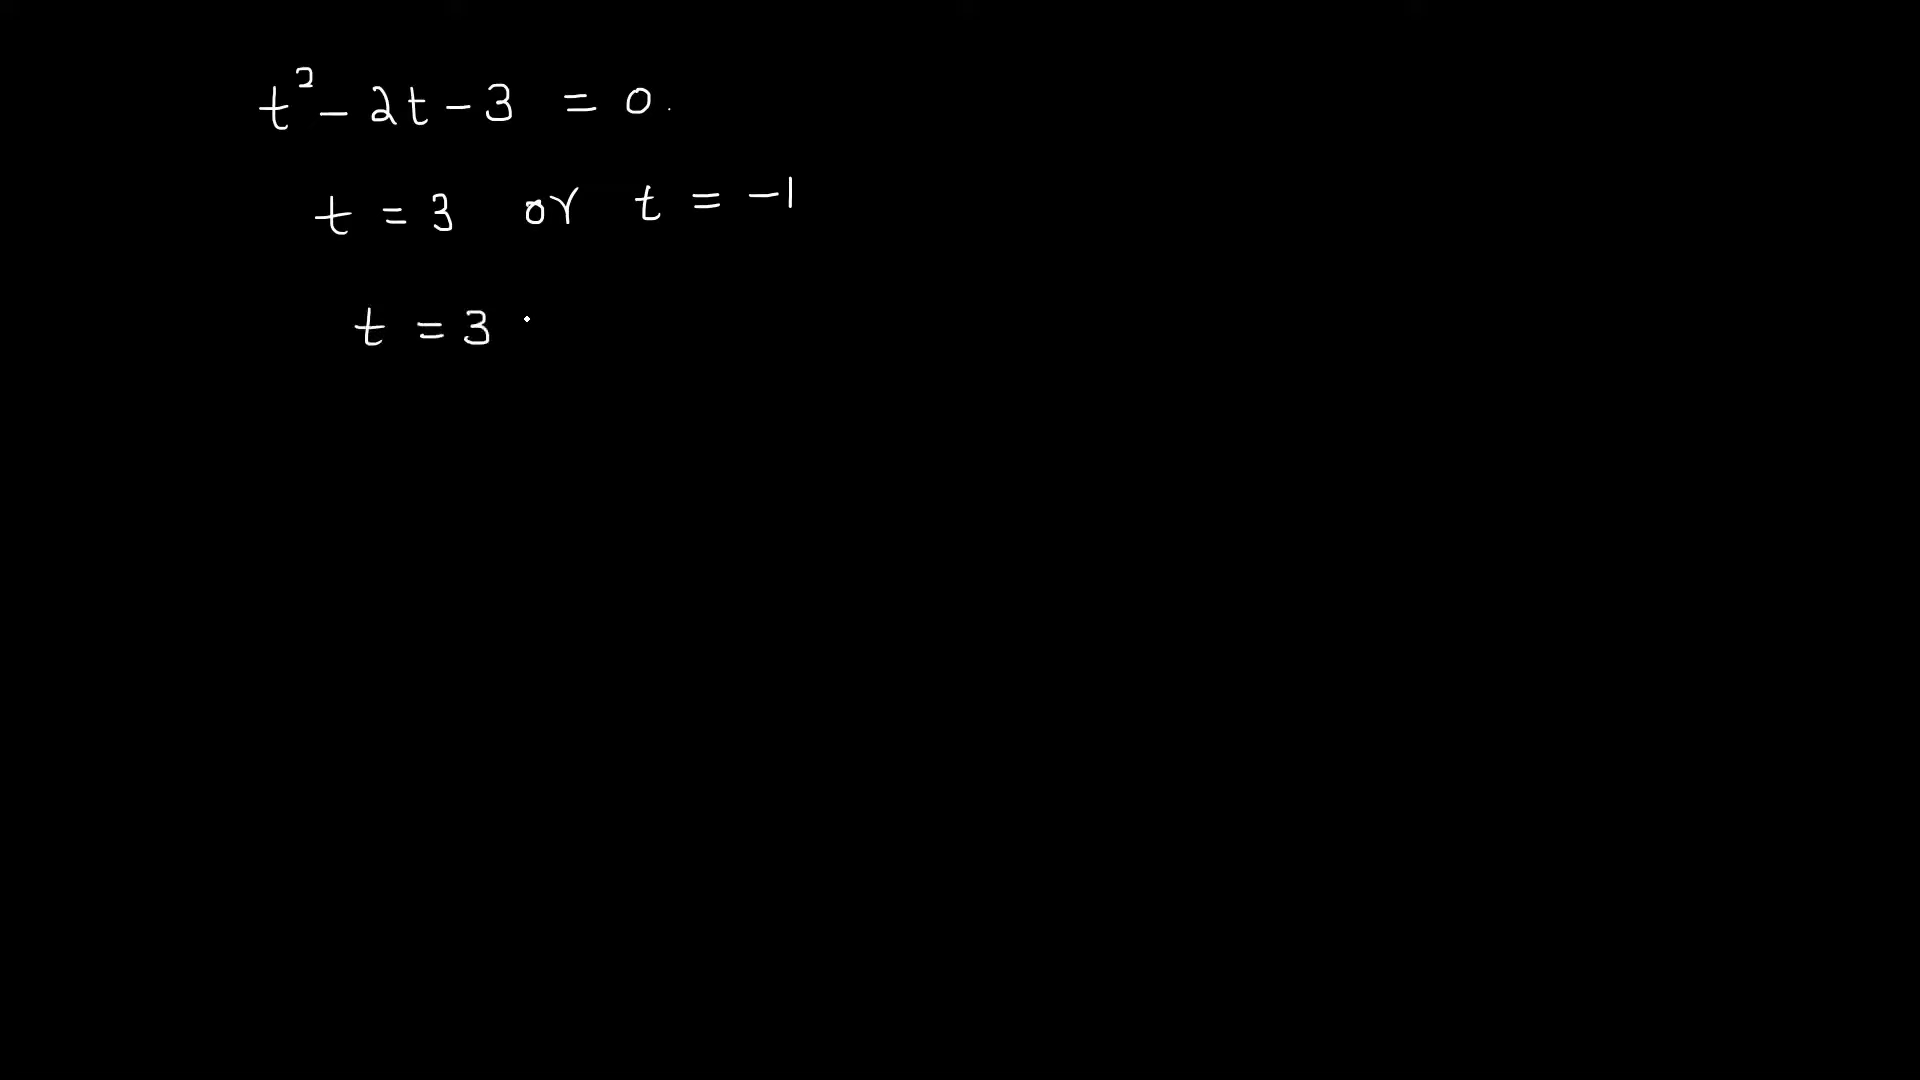 t² - 2t - 3 = 0.
t = 3 or t = -1
t = 3 .